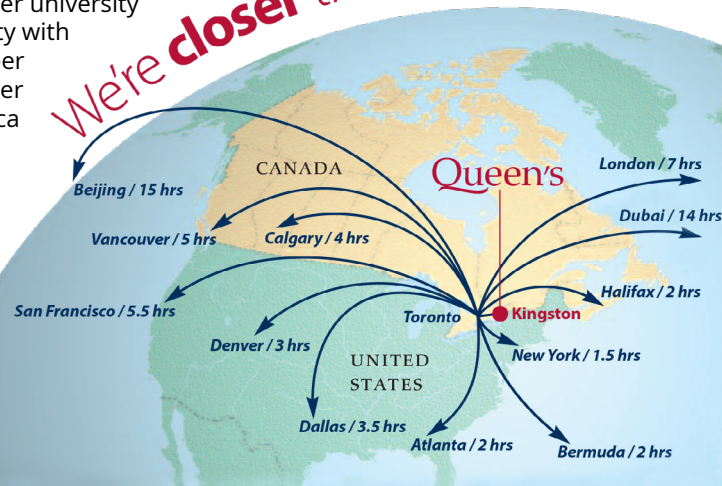 er university
ty with
er
er
ca
We're closer
CANADA
Queen's
London / 7 hrs
Beijing / 15 hrs
Dubai / 14 hrs
Vancouver / 5 hrs
Calgary / 4 hrs
Halifax / 2 hrs
San Francisco / 5.5 hrs
Toronto
Kingston
Denver / 3 hrs
New York / 1.5 hrs
UNITED
STATES
Dallas / 3.5 hrs
Atlanta / 2 hrs
Bermuda / 2 hrs